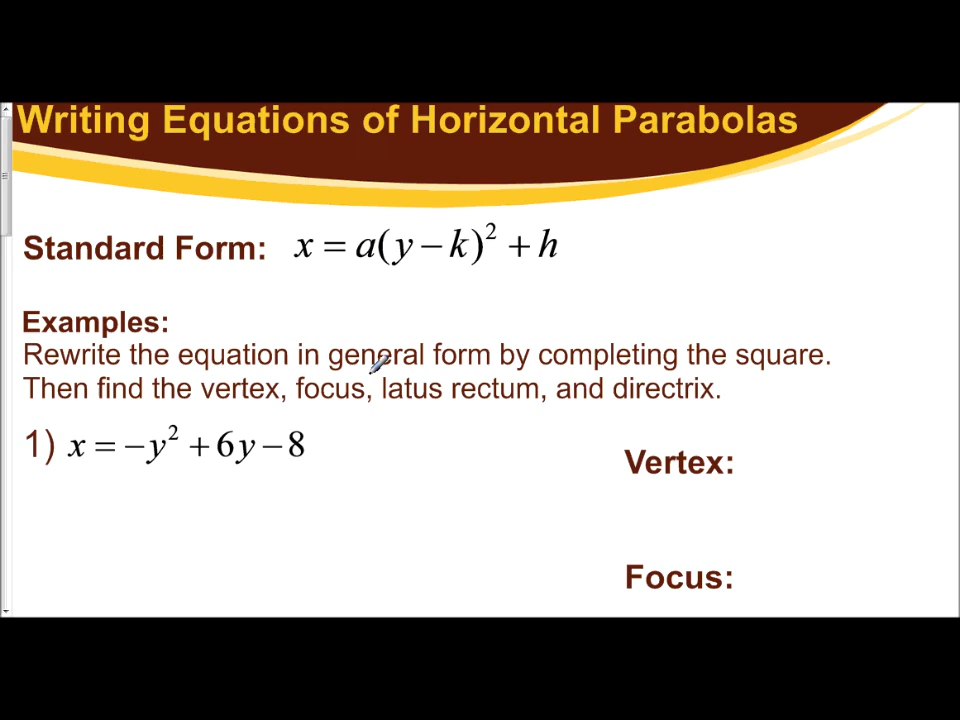 Writing Equations of Horizontal Parabolas
Standard Form: x = a(y − k)² + h
Examples:
Rewrite the equation in general form by completing the square.
Then find the vertex, focus, latus rectum, and directrix.
1) x = −y² + 6y − 8
Vertex:
Focus: